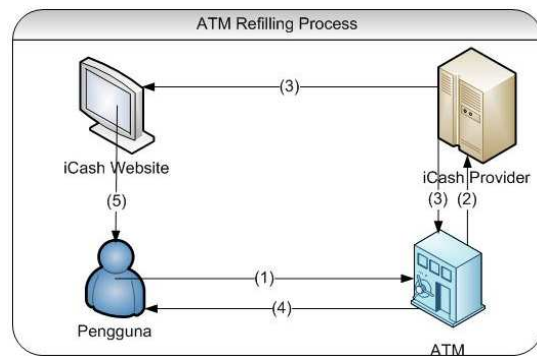 ATM Refilling Process
(3)
iCash Website
iCash Provider
(5)
(3)
(2)
(1)
(4)
Pengguna
ATM